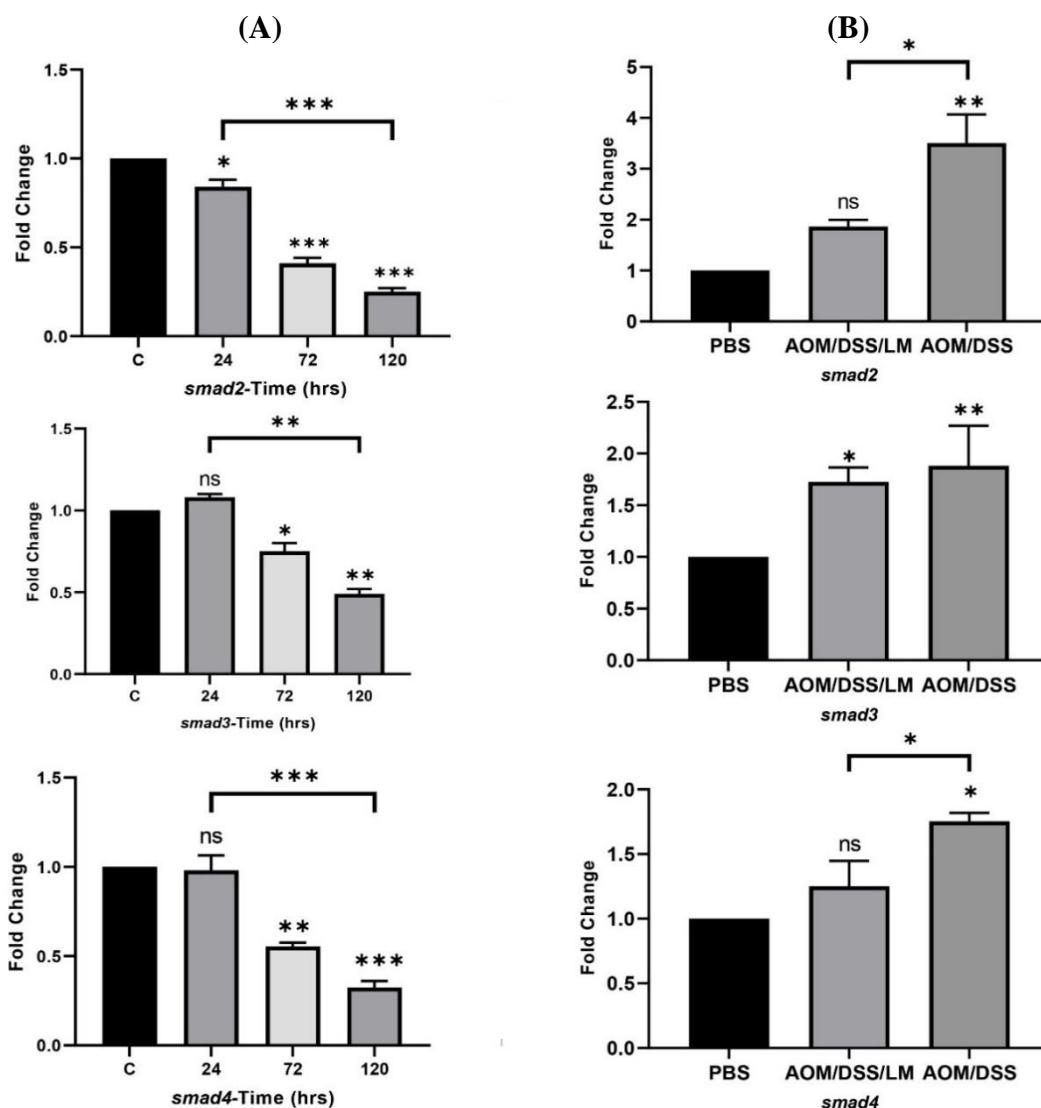 (A)
1.5
1.0
0.5
0.0
Fold Change
*
***
***
***
C 24 72 120
smad2-Time (hrs)
1.5
1.0
0.5
0.0
Fold Change
ns
*
**
**
C 24 72 120
smad3-Time (hrs)
1.5
1.0
0.5
0.0
Fold Change
ns
**
***
***
C 24 72 120
smad4-Time (hrs)
(B)
5
4
3
2
1
0
Fold Change
ns
**
*
PBS AOM/DSS/LM AOM/DSS
smad2
2.5
2.0
1.5
1.0
0.5
0.0
Fold Change
*
**
PBS AOM/DSS/LM AOM/DSS
smad3
2.0
1.5
1.0
0.5
0.0
Fold Change
ns
*
*
PBS AOM/DSS/LM AOM/DSS
smad4